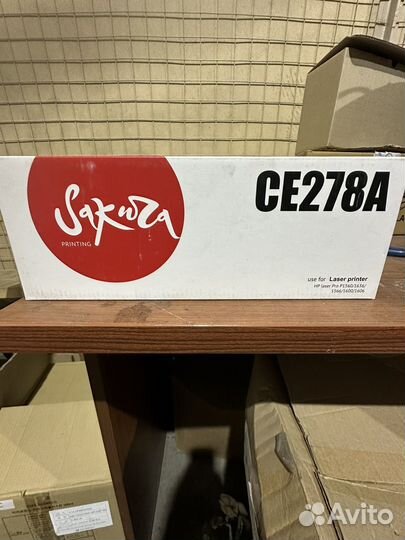 Sakura
PRINTING
CE278A
use for Laser printer
HP laser Pro P1560/1636/
1566/1600/1606
Avito